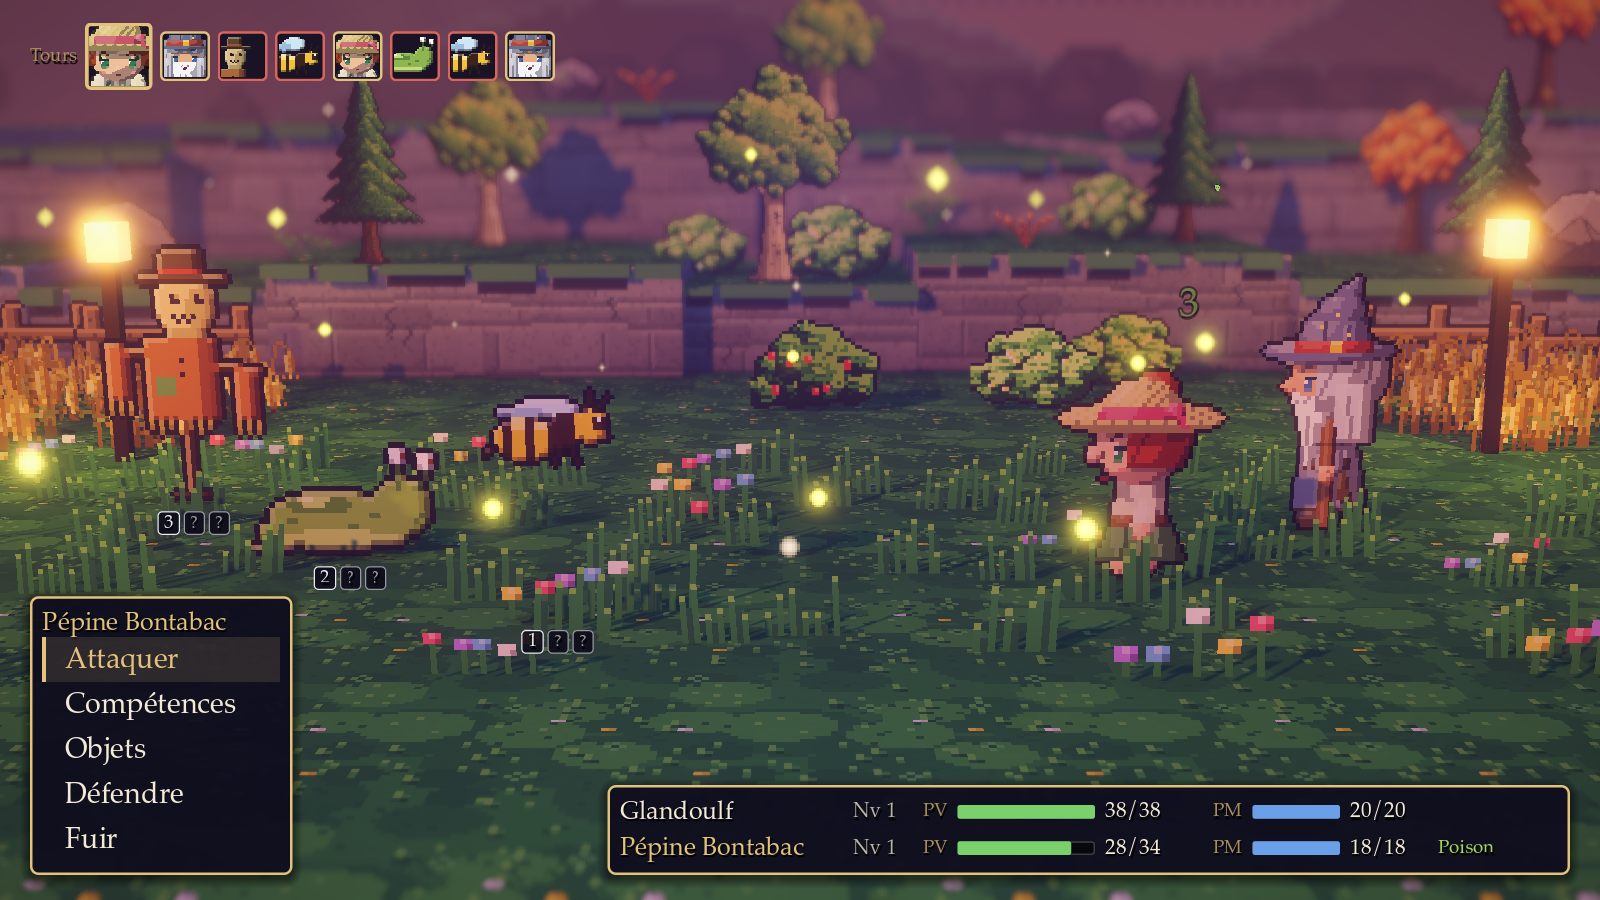 Tours
3
3 ? ?
2 ? ?
1 ? ?
Pépine Bontabac
Attaquer
Compétences
Objets
Défendre
Fuir
Glandoulf Nv 1 PV 38/38 PM 20/20
Pépine Bontabac Nv 1 PV 28/34 PM 18/18 Poison